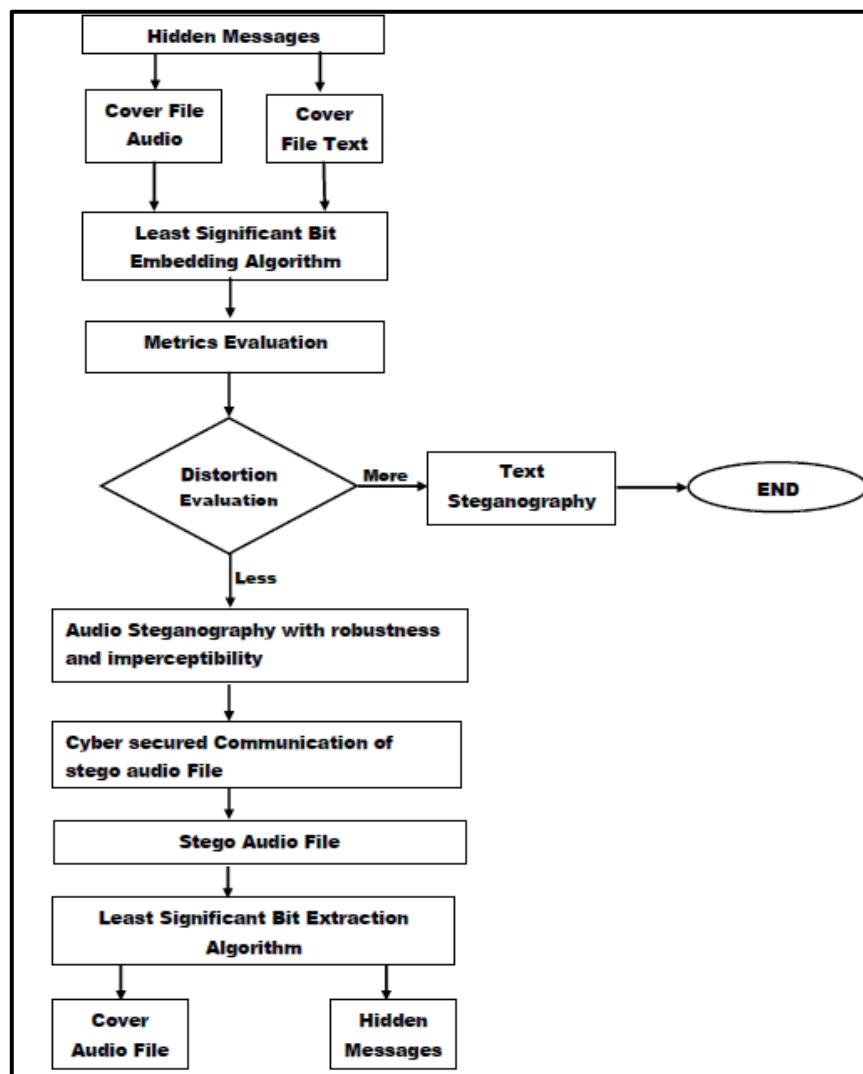 Hidden Messages
Cover File
Audio
Cover
File Text
Least Significant Bit
Embedding Algorithm
Metrics Evaluation
Distortion
Evaluation
More
Text
Steganography
END
Less
Audio Steganography with robustness
and imperceptibility
Cyber secured Communication of
stego audio File
Stego Audio File
Least Significant Bit Extraction
Algorithm
Cover
Audio File
Hidden
Messages